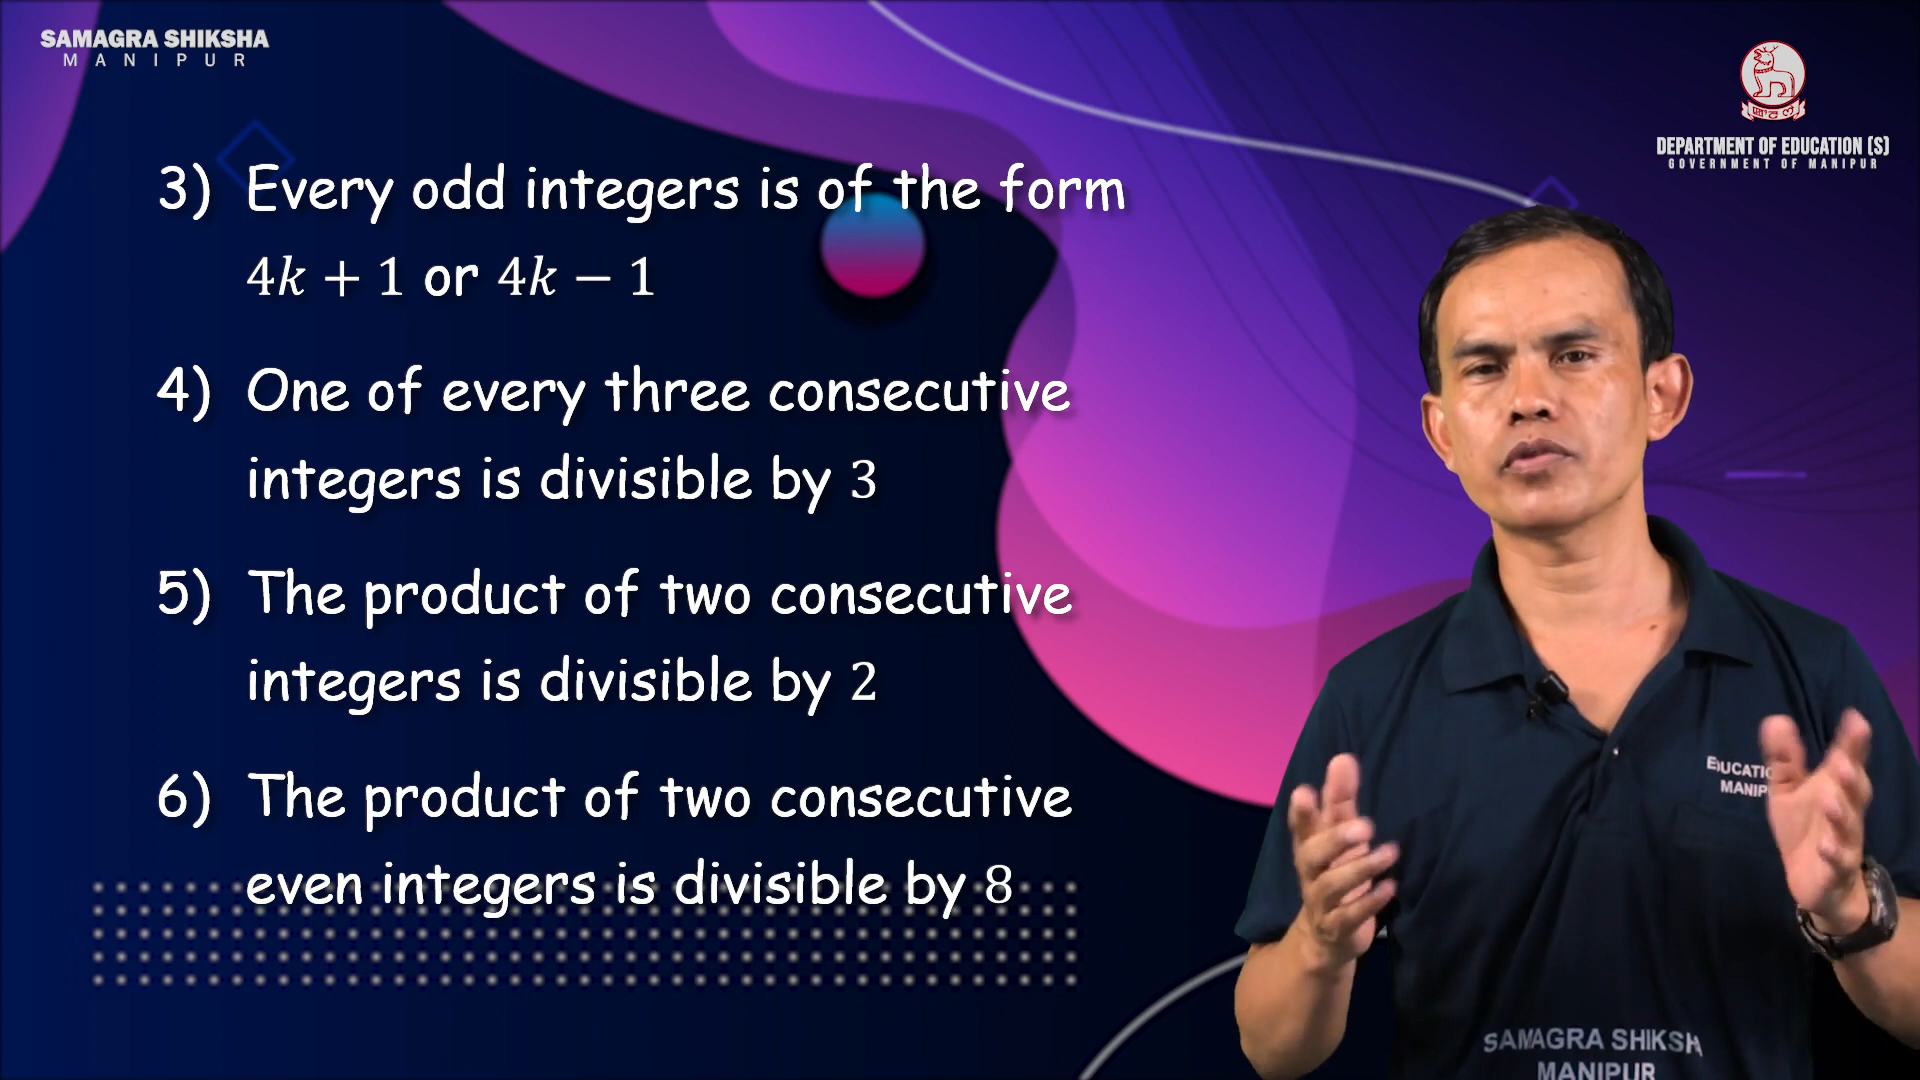 SAMAGRA SHIKSHA
MANIPUR
DEPARTMENT OF EDUCATION (S)
GOVERNMENT OF MANIPUR
3) Every odd integers is of the form
4k + 1 or 4k − 1
4) One of every three consecutive
integers is divisible by 3
5) The product of two consecutive
integers is divisible by 2
6) The product of two consecutive
even integers is divisible by 8
SAMAGRA SHIKSH
MANIPUR